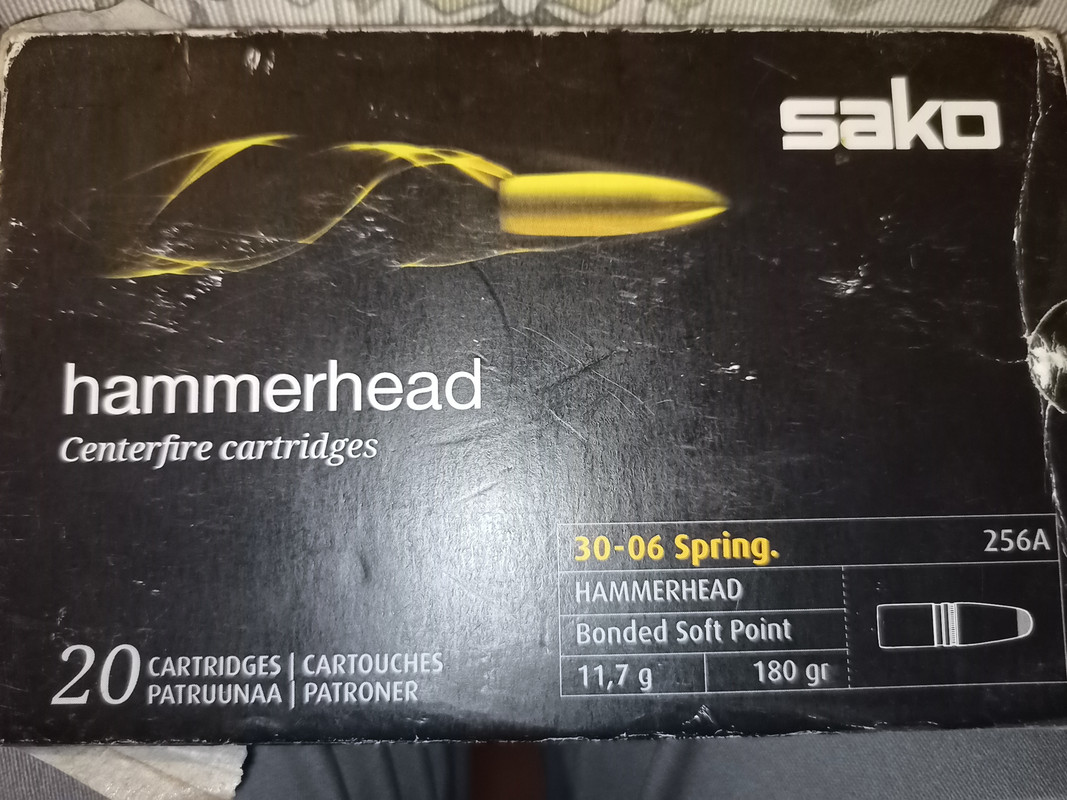 sako
hammerhead
Centerfire cartridges
30-06 Spring. 256A
HAMMERHEAD
Bonded Soft Point
11,7 g 180 gr
20 CARTRIDGES | CARTOUCHES
PATRUUNAA | PATRONER